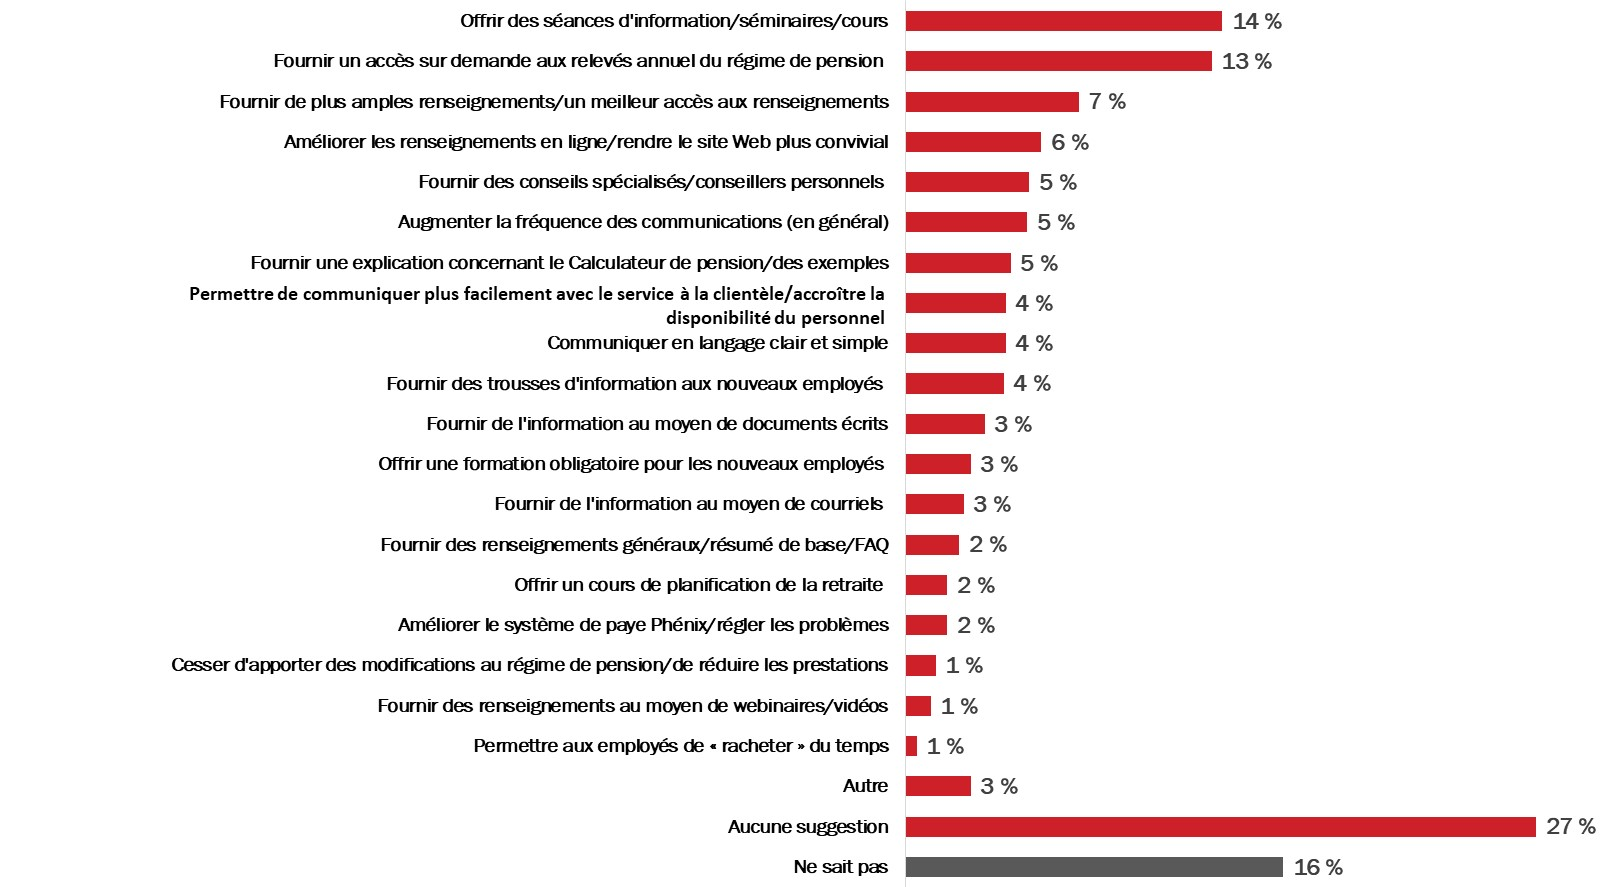 Offrir des séances d'information/séminaires/cours 14 %
Fournir un accès sur demande aux relevés annuel du régime de pension 13 %
Fournir de plus amples renseignements/un meilleur accès aux renseignements 7 %
Améliorer les renseignements en ligne/rendre le site Web plus convivial 6 %
Fournir des conseils spécialisés/conseillers personnels 5 %
Augmenter la fréquence des communications (en général) 5 %
Fournir une explication concernant le Calculateur de pension/des exemples 5 %
Permettre de communiquer plus facilement avec le service à la clientèle/accroître la
disponibilité du personnel 4 %
Communiquer en langage clair et simple 4 %
Fournir des trousses d'information aux nouveaux employés 4 %
Fournir de l'information au moyen de documents écrits 3 %
Offrir une formation obligatoire pour les nouveaux employés 3 %
Fournir de l'information au moyen de courriels 3 %
Fournir des renseignements généraux/résumé de base/FAQ 2 %
Offrir un cours de planification de la retraite 2 %
Améliorer le système de paye Phénix/régler les problèmes 2 %
Cesser d'apporter des modifications au régime de pension/de réduire les prestations 1 %
Fournir des renseignements au moyen de webinaires/vidéos 1 %
Permettre aux employés de « racheter » du temps 1 %
Autre 3 %
Aucune suggestion 27 %
Ne sait pas 16 %